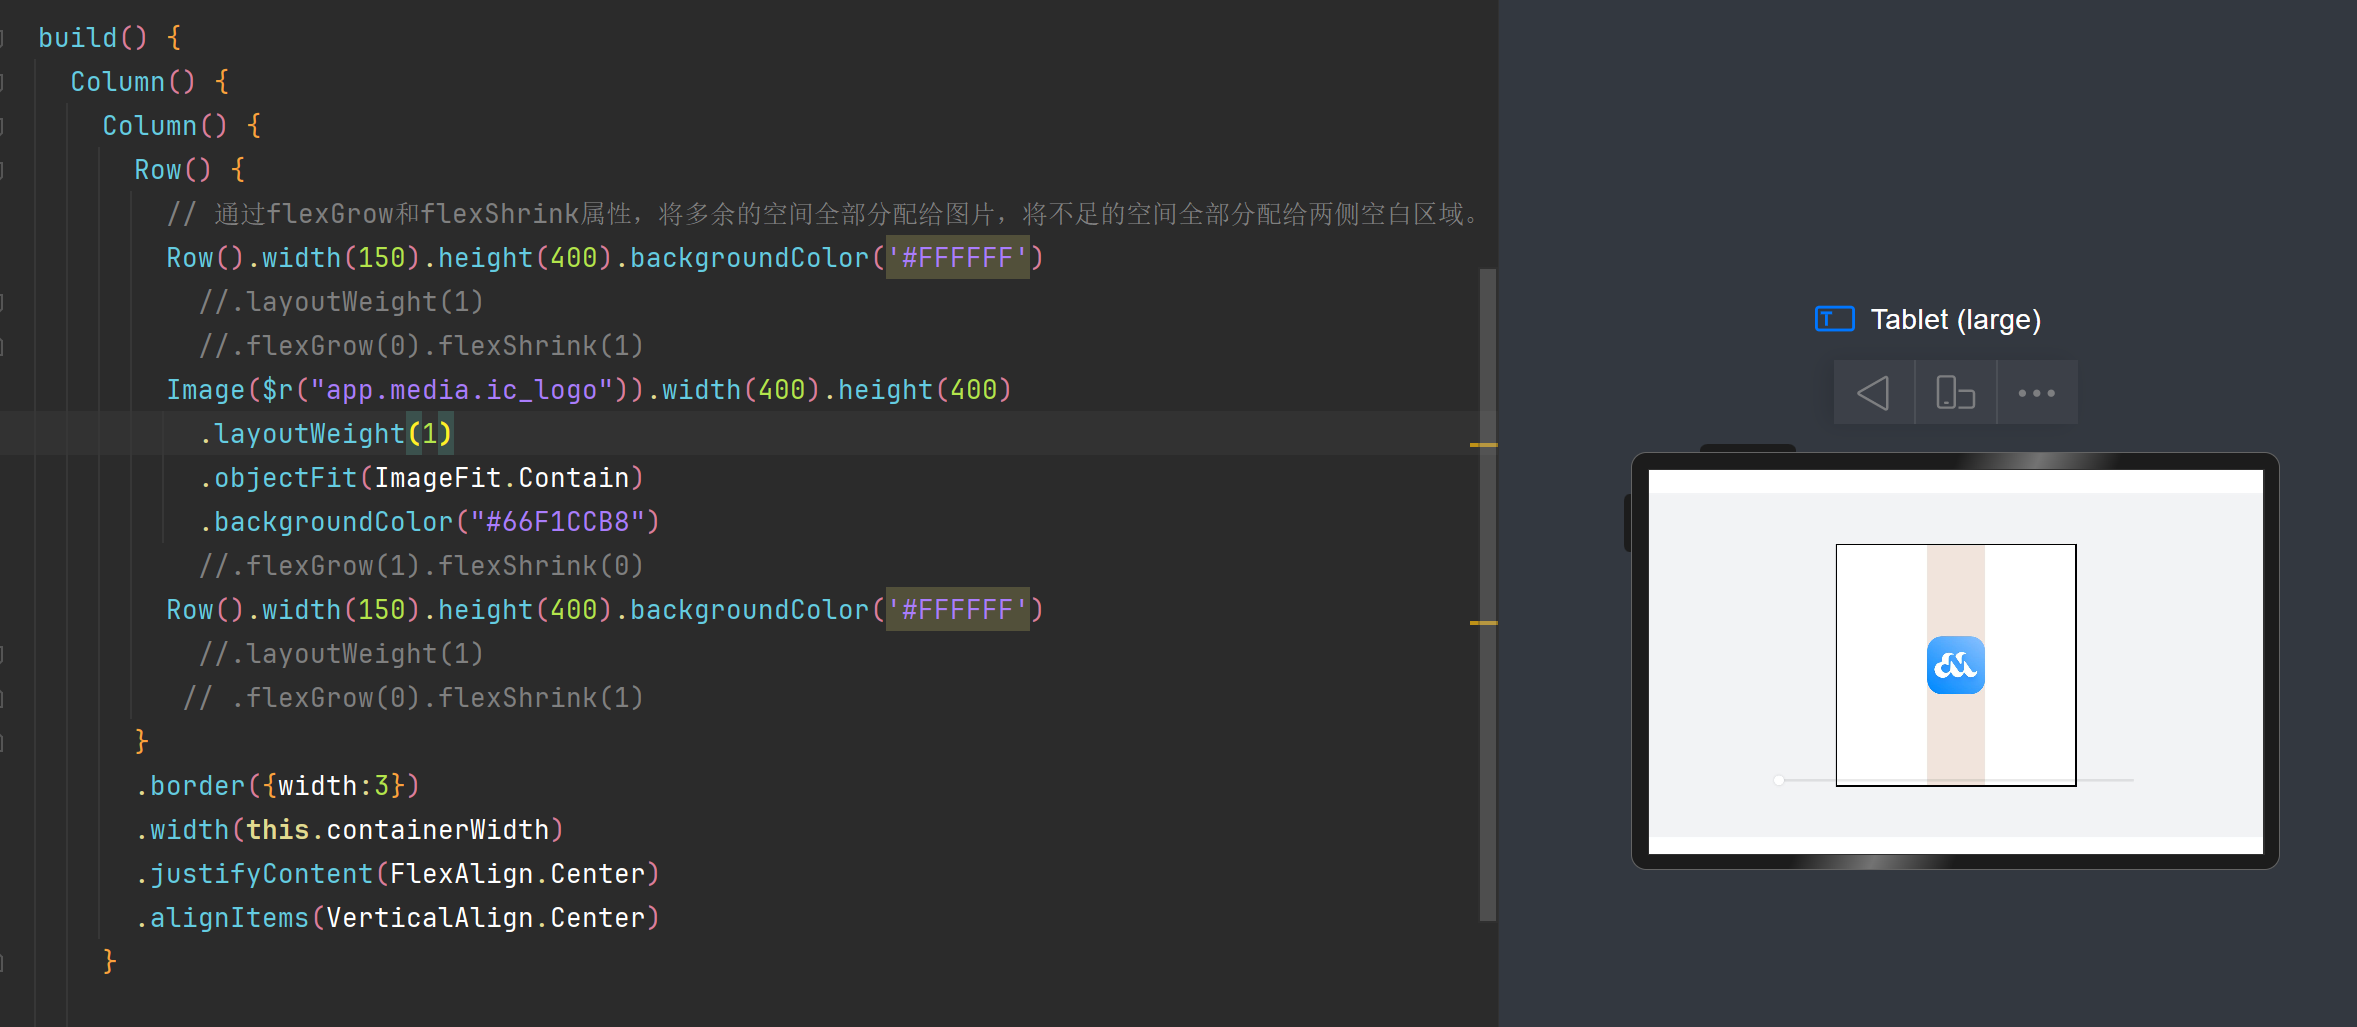 build() {
Column() {
Column() {
Row() {
// 通过flexGrow和flexShrink属性，将多余的空间全部分配给图片，将不足的空间全部分配给两侧空白区域。
Row().width(150).height(400).backgroundColor('#FFFFFF')
//.layoutWeight(1)
//.flexGrow(0).flexShrink(1)
Image($r("app.media.ic_logo")).width(400).height(400)
.layoutWeight(1)
.objectFit(ImageFit.Contain)
.backgroundColor("#66F1CCB8")
//.flexGrow(1).flexShrink(0)
Row().width(150).height(400).backgroundColor('#FFFFFF')
//.layoutWeight(1)
// .flexGrow(0).flexShrink(1)
}
.border({width:3})
.width(this.containerWidth)
.justifyContent(FlexAlign.Center)
.alignItems(VerticalAlign.Center)
}
T
Tablet (large)